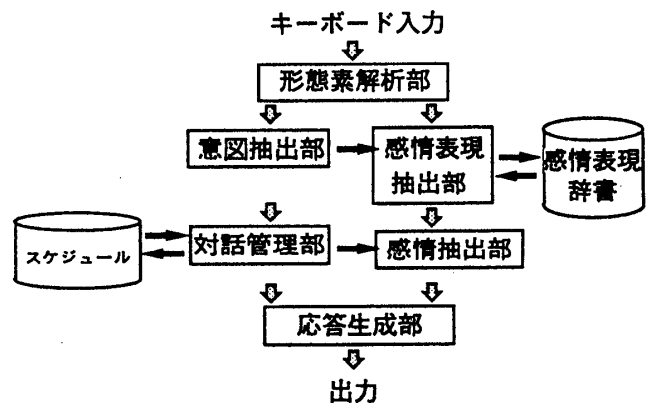 キーボード入力
形態素解析部
意図抽出部
感情表現
抽出部
感情表現
辞書
スケジュール
対話管理部
感情抽出部
応答生成部
出力